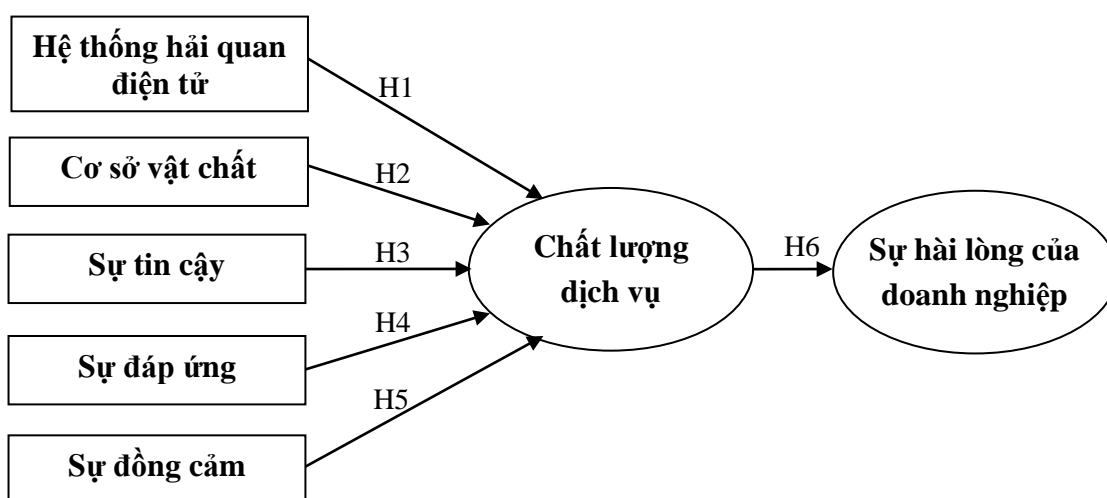 Hệ thống hải quan
điện tử
H1
Cơ sở vật chất
H2
Sự tin cậy
H3
Sự đáp ứng
H4
Sự đồng cảm
H5
Chất lượng
dịch vụ
H6
Sự hài lòng của
doanh nghiệp